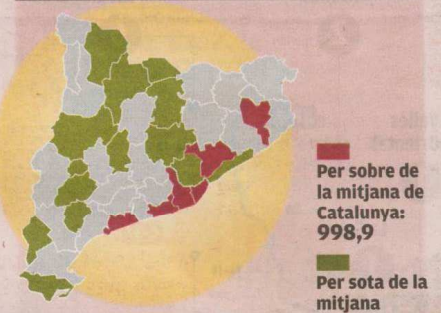 Per sobre de
la mitjana de
Catalunya:
998,9
Per sota de la
mitjana